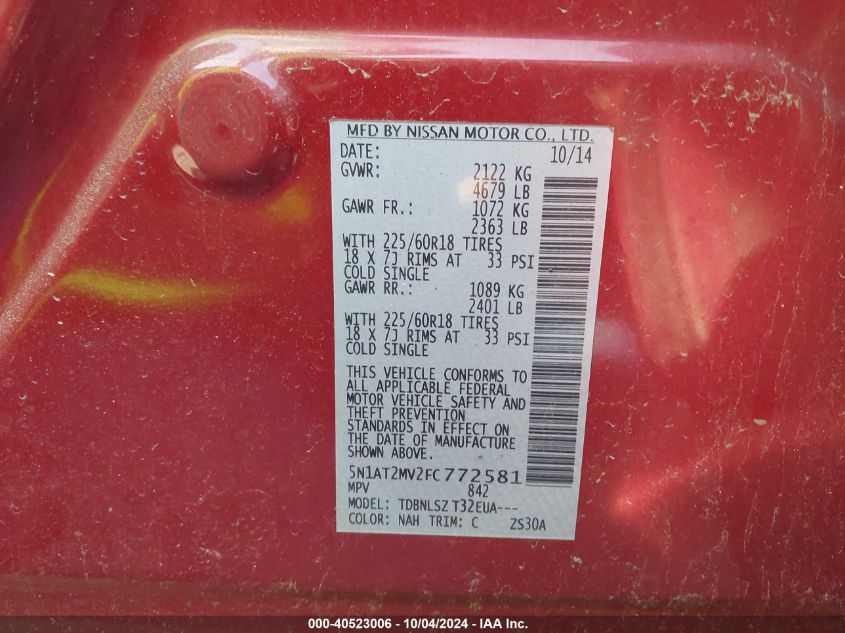 MFD BY NISSAN MOTOR CO., LTD.
DATE: 10/14
GVWR: 2122 KG
4679 LB
GAWR FR.: 1072 KG
2363 LB
WITH 225/60R18 TIRES
18 X 7J RIMS AT 33 PSI
COLD SINGLE
GAWR RR.: 1089 KG
2401 LB
WITH 225/60R18 TIRES
18 X 7J RIMS AT 33 PSI
COLD SINGLE
THIS VEHICLE CONFORMS TO
ALL APPLICABLE FEDERAL
MOTOR VEHICLE SAFETY AND
THEFT PREVENTION
STANDARDS IN EFFECT ON
THE DATE OF MANUFACTURE
SHOWN ABOVE.
5N1AT2MV2FC772581
MPV 842
MODEL: TDBNLSZ T32EUA---
COLOR: NAH TRIM: C ZS30A
000-40523006 - 10/04/2024 - IAA Inc.